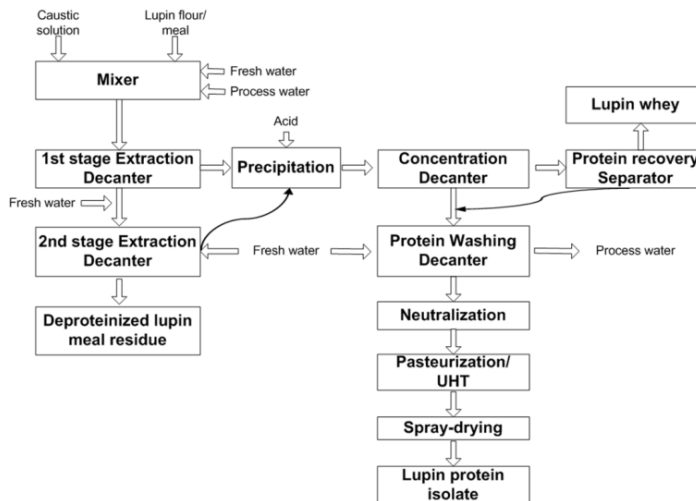 Caustic
solution
Lupin flour/
meal
Mixer
Fresh water
Process water
Lupin whey
Acid
1st stage Extraction
Decanter
Precipitation
Concentration
Decanter
Protein recovery
Separator
Fresh water
2nd stage Extraction
Decanter
Fresh water
Protein Washing
Decanter
Process water
Deproteinized lupin
meal residue
Neutralization
Pasteurization/
UHT
Spray-drying
Lupin protein
isolate